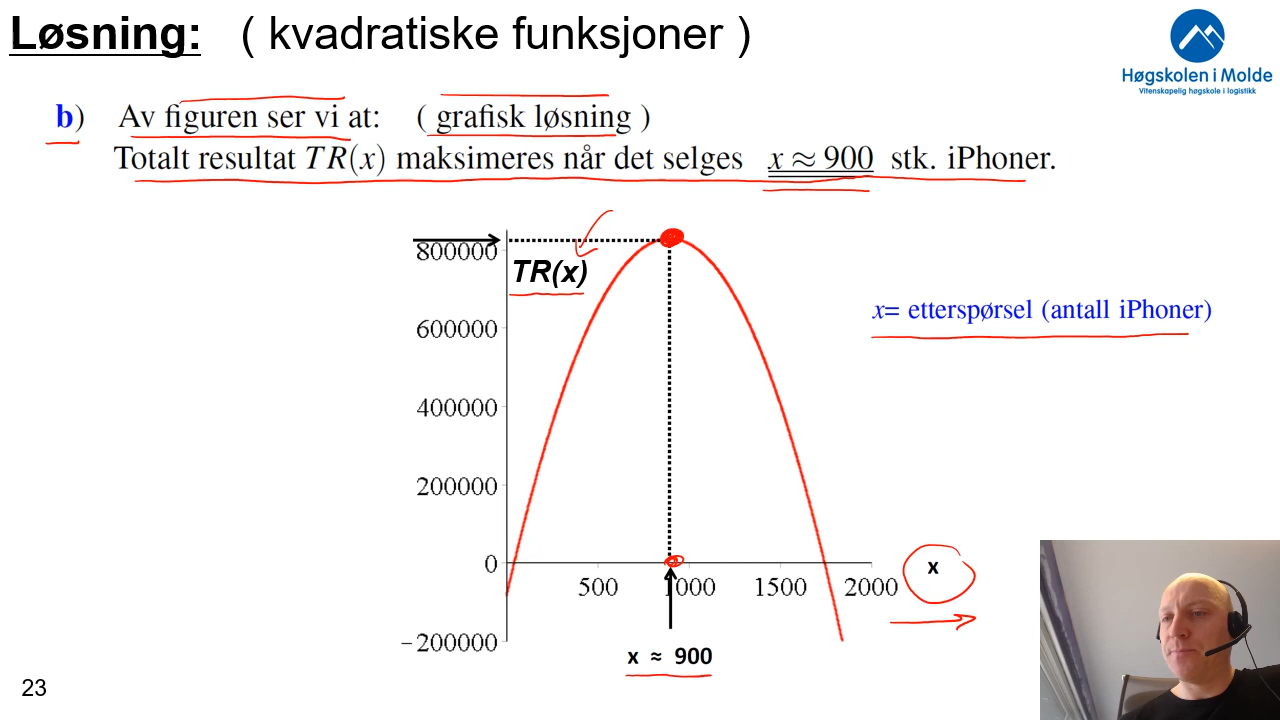 Løsning: ( kvadratiske funksjoner )
Høgskolen i Molde
Vitenskapelig høgskole i logistikk
b) Av figuren ser vi at: ( grafisk løsning )
Totalt resultat TR(x) maksimeres når det selges x ≈ 900 stk. iPhoner.
800000
TR(x)
x= etterspørsel (antall iPhoner)
600000
400000
200000
0
x
500 1000 1500 2000
−200000
x ≈ 900
23